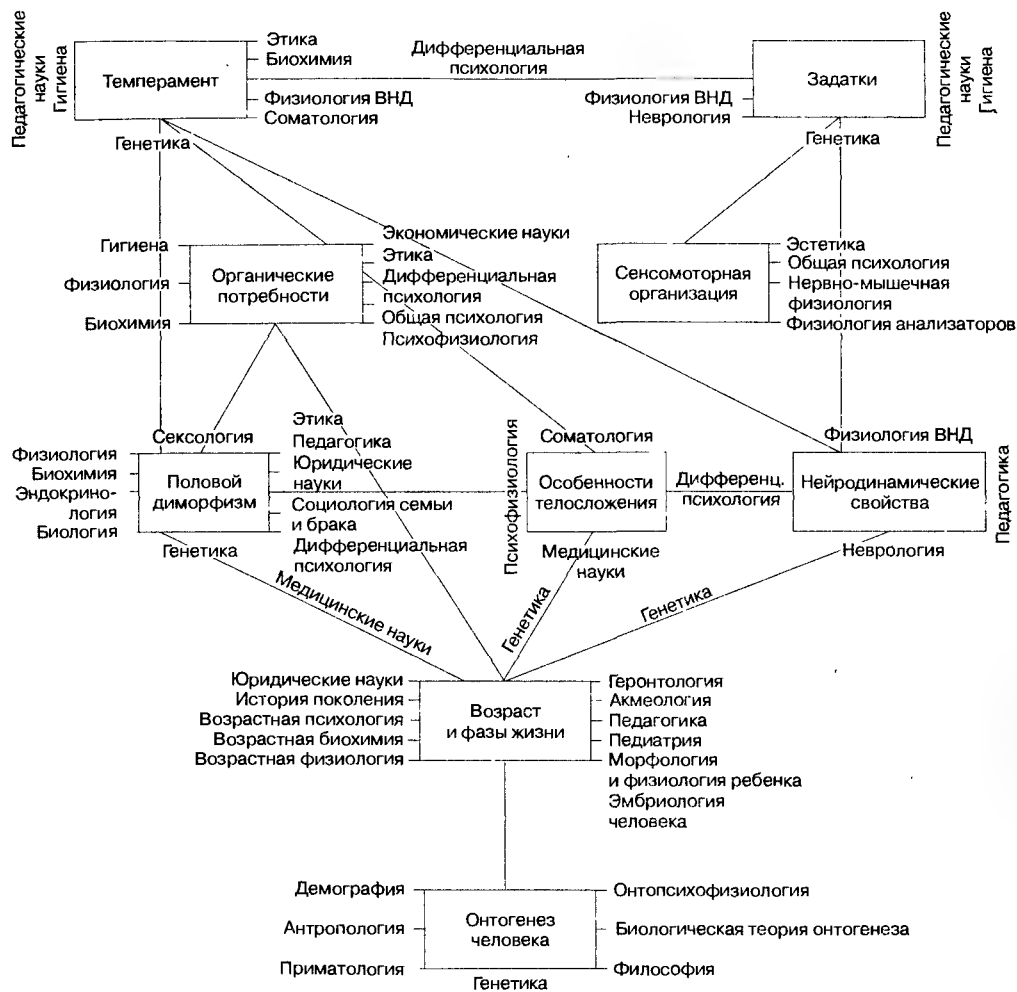 Педагогические
науки
Гигиена
Темперамент
Этика
Биохимия
Физиология ВНД
Соматология
Генетика
Дифференциальная
психология
Задатки
Физиология ВНД
Неврология
Генетика
Педагогические
науки
Гигиена
Гигиена
Физиология
Биохимия
Органические
потребности
Экономические науки
Этика
Дифференциальная
психология
Общая психология
Психофизиология
Сенсомоторная
организация
Эстетика
Общая психология
Нервно-мышечная
физиология
Физиология анализаторов
Сексология
Физиология
Биохимия
Эндокрино-
логия
Биология
Половой
диморфизм
Генетика
Этика
Педагогика
Юридические
науки
Социология семьи
и брака
Дифференциальная
психология
Психофизиология
Соматология
Особенности
телосложения
Медицинские
науки
Дифференц.
психология
Физиология ВНД
Нейродинамические
свойства
Педагогика
Неврология
Медицинские науки
Генетика
Генетика
Юридические науки
История поколения
Возрастная психология
Возрастная биохимия
Возрастная физиология
Возраст
и фазы жизни
Геронтология
Акмеология
Педагогика
Педиатрия
Морфология
и физиология ребенка
Эмбриология
человека
Демография
Антропология
Приматология
Онтогенез
человека
Генетика
Онтопсихофизиология
Биологическая теория онтогенеза
Философия